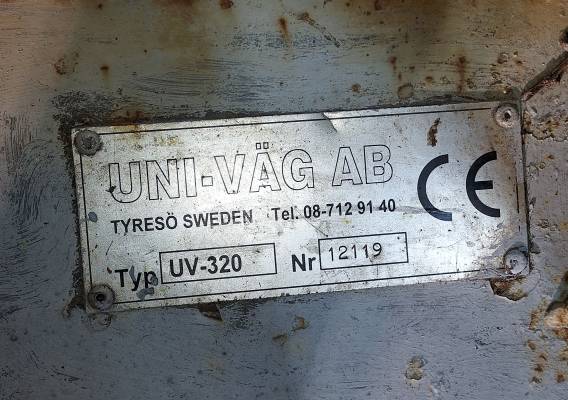 UNI-VÄG AB
TYRESÖ SWEDEN Tel. 08-712 91 40
CE
Typ UV-320 Nr 12119